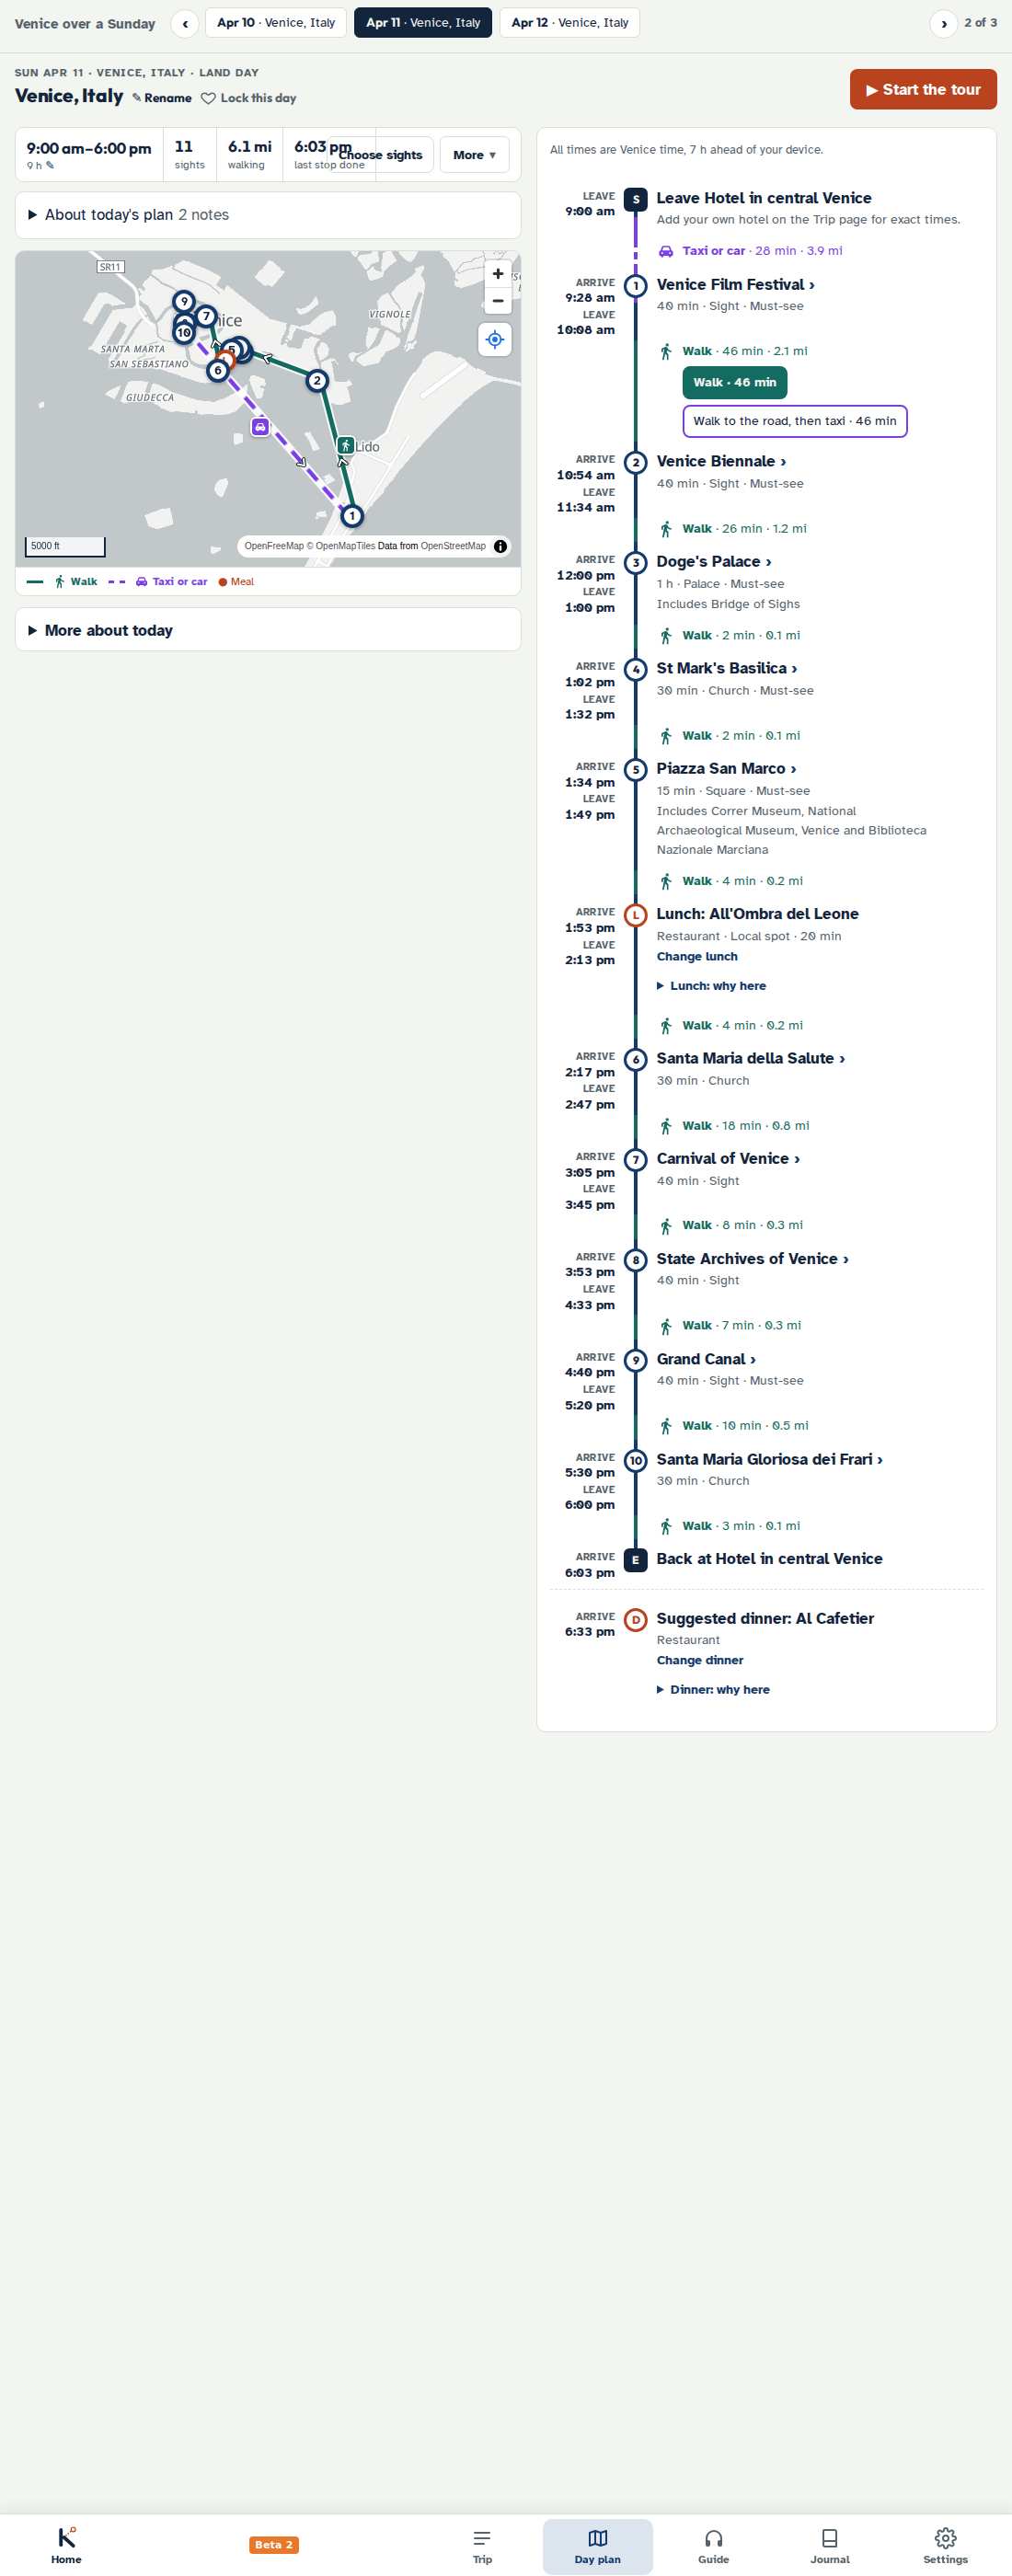 Venice over a Sunday
‹
Apr 10 · Venice, Italy
Apr 11 · Venice, Italy
Apr 12 · Venice, Italy
›
2 of 3
SUN APR 11 · VENICE, ITALY · LAND DAY
Venice, Italy ✎ Rename Lock this day
▶ Start the tour
9:00 am–6:00 pm
9 h ✎
11
sights
6.1 mi
walking
6:03 pm
last stop done
Choose sights
More ▾
▶ About today's plan 2 notes
SR11
9
7
nice
10
VIGNOLE
SANTA MARTA
SAN SEBASTIANO
5
6
2
GIUDECCA
Lido
1
+
−
5000 ft
OpenFreeMap © OpenMapTiles Data from OpenStreetMap
Walk
Taxi or car
Meal
▶ More about today
All times are Venice time, 7 h ahead of your device.
LEAVE
9:00 am
S
Leave Hotel in central Venice
Add your own hotel on the Trip page for exact times.
Taxi or car · 28 min · 3.9 mi
ARRIVE
9:28 am
LEAVE
10:08 am
1
Venice Film Festival ›
40 min · Sight · Must-see
Walk · 46 min · 2.1 mi
Walk · 46 min
Walk to the road, then taxi · 46 min
ARRIVE
10:54 am
LEAVE
11:34 am
2
Venice Biennale ›
40 min · Sight · Must-see
Walk · 26 min · 1.2 mi
ARRIVE
12:00 pm
LEAVE
1:00 pm
3
Doge's Palace ›
1 h · Palace · Must-see
Includes Bridge of Sighs
Walk · 2 min · 0.1 mi
ARRIVE
1:02 pm
LEAVE
1:32 pm
4
St Mark's Basilica ›
30 min · Church · Must-see
Walk · 2 min · 0.1 mi
ARRIVE
1:34 pm
LEAVE
1:49 pm
5
Piazza San Marco ›
15 min · Square · Must-see
Includes Correr Museum, National
Archaeological Museum, Venice and Biblioteca
Nazionale Marciana
Walk · 4 min · 0.2 mi
ARRIVE
1:53 pm
LEAVE
2:13 pm
L
Lunch: All'Ombra del Leone
Restaurant · Local spot · 20 min
Change lunch
▶ Lunch: why here
Walk · 4 min · 0.2 mi
ARRIVE
2:17 pm
LEAVE
2:47 pm
6
Santa Maria della Salute ›
30 min · Church
Walk · 18 min · 0.8 mi
ARRIVE
3:05 pm
LEAVE
3:45 pm
7
Carnival of Venice ›
40 min · Sight
Walk · 8 min · 0.3 mi
ARRIVE
3:53 pm
LEAVE
4:33 pm
8
State Archives of Venice ›
40 min · Sight
Walk · 7 min · 0.3 mi
ARRIVE
4:40 pm
LEAVE
5:20 pm
9
Grand Canal ›
40 min · Sight · Must-see
Walk · 10 min · 0.5 mi
ARRIVE
5:30 pm
LEAVE
6:00 pm
10
Santa Maria Gloriosa dei Frari ›
30 min · Church
Walk · 3 min · 0.1 mi
ARRIVE
6:03 pm
E
Back at Hotel in central Venice
ARRIVE
6:33 pm
D
Suggested dinner: Al Cafetier
Restaurant
Change dinner
▶ Dinner: why here
Home
Beta 2
Trip
Day plan
Guide
Journal
Settings